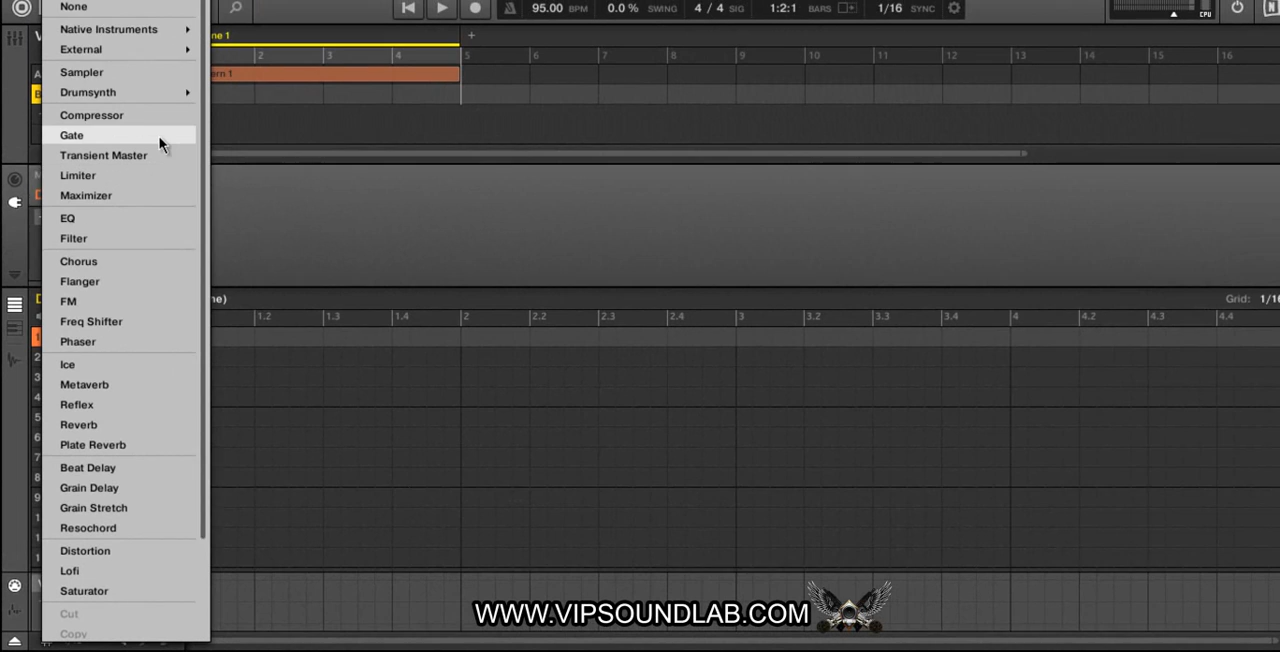 None
95.00 BPM 0.0 % SWING 4 / 4 SIG 1:2:1 BARS 1/16 SYNC
CPU
Native Instruments
External
Sampler
Drumsynth
Compressor
Gate
Transient Master
Limiter
Maximizer
EQ
Filter
Chorus
Flanger
FM
Freq Shifter
Phaser
Ice
Metaverb
Reflex
Reverb
Plate Reverb
Beat Delay
Grain Delay
Grain Stretch
Resochord
Distortion
Lofi
Saturator
Cut
Copy
ne 1
2 3 4 5 6 7 8 9 10 11 12 13 14 15 16
ern 1
ne)
Grid: 1/16
1.2 1.3 1.4 2 2.2 2.3 2.4 3 3.2 3.3 3.4 4 4.2 4.3 4.4
WWW.VIPSOUNDLAB.COM